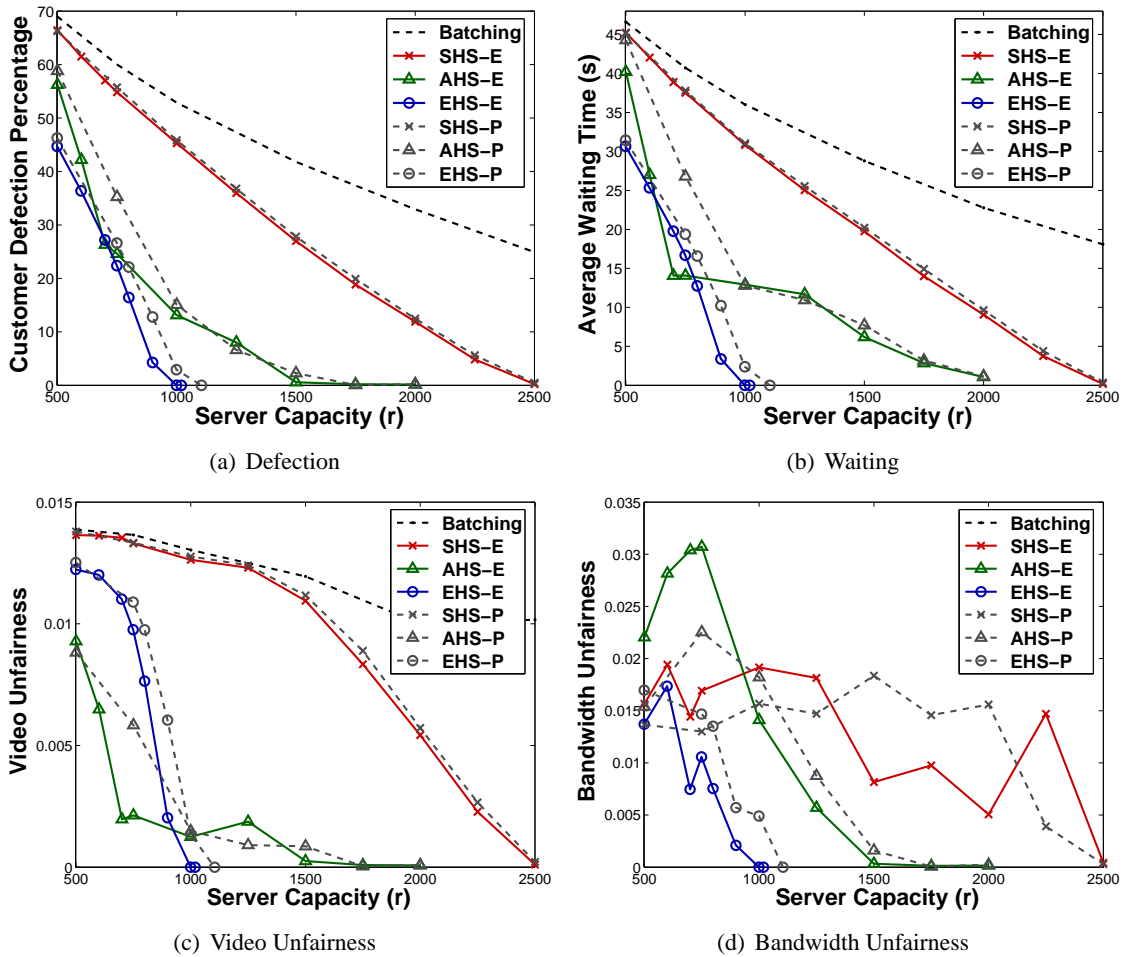 70
60
50
40
30
20
10
0
500
1000
1500
2000
2500
Customer Defection Percentage
Server Capacity (r)
Batching
SHS−E
AHS−E
EHS−E
SHS−P
AHS−P
EHS−P
(a) Defection
45
40
35
30
25
20
15
10
5
0
500
1000
1500
2000
2500
Average Waiting Time (s)
Server Capacity (r)
Batching
SHS−E
AHS−E
EHS−E
SHS−P
AHS−P
EHS−P
(b) Waiting
0.015
0.01
0.005
0
500
1000
1500
2000
2500
Video Unfairness
Server Capacity (r)
Batching
SHS−E
AHS−E
EHS−E
SHS−P
AHS−P
EHS−P
(c) Video Unfairness
0.035
0.03
0.025
0.02
0.015
0.01
0.005
0
500
1000
1500
2000
2500
Bandwidth Unfairness
Server Capacity (r)
Batching
SHS−E
AHS−E
EHS−E
SHS−P
AHS−P
EHS−P
(d) Bandwidth Unfairness